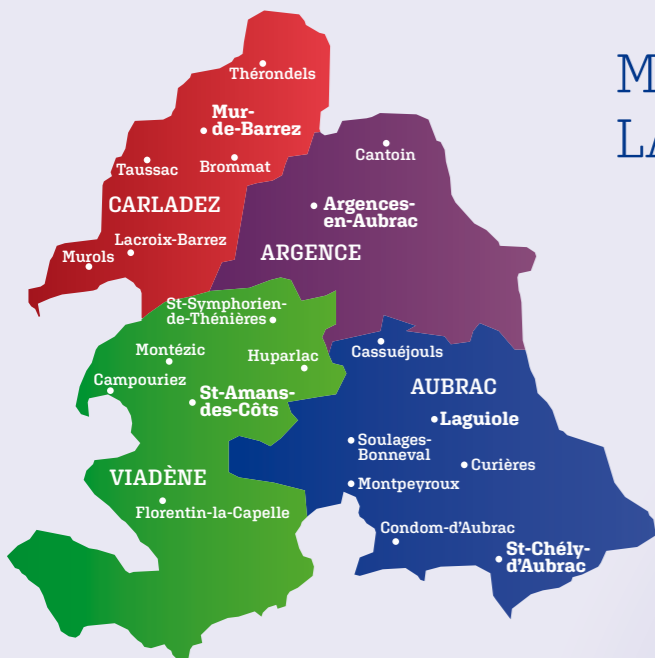 Thérondels
Mur-
de-Barrez
Taussac
Brommat
CARLADEZ
Murols
Lacroix-Barrez
Cantoin
Argences-
en-Aubrac
ARGENCE
St-Symphorien-
de-Thénières
Montézic
Huparlac
Campouriez
St-Amans-
des-Côts
VIADÈNE
Florentin-la-Capelle
Cassuéjouls
AUBRAC
Laguiole
Soulages-
Bonneval
Curières
Montpeyroux
Condom-d'Aubrac
St-Chély-
d'Aubrac
M
LA